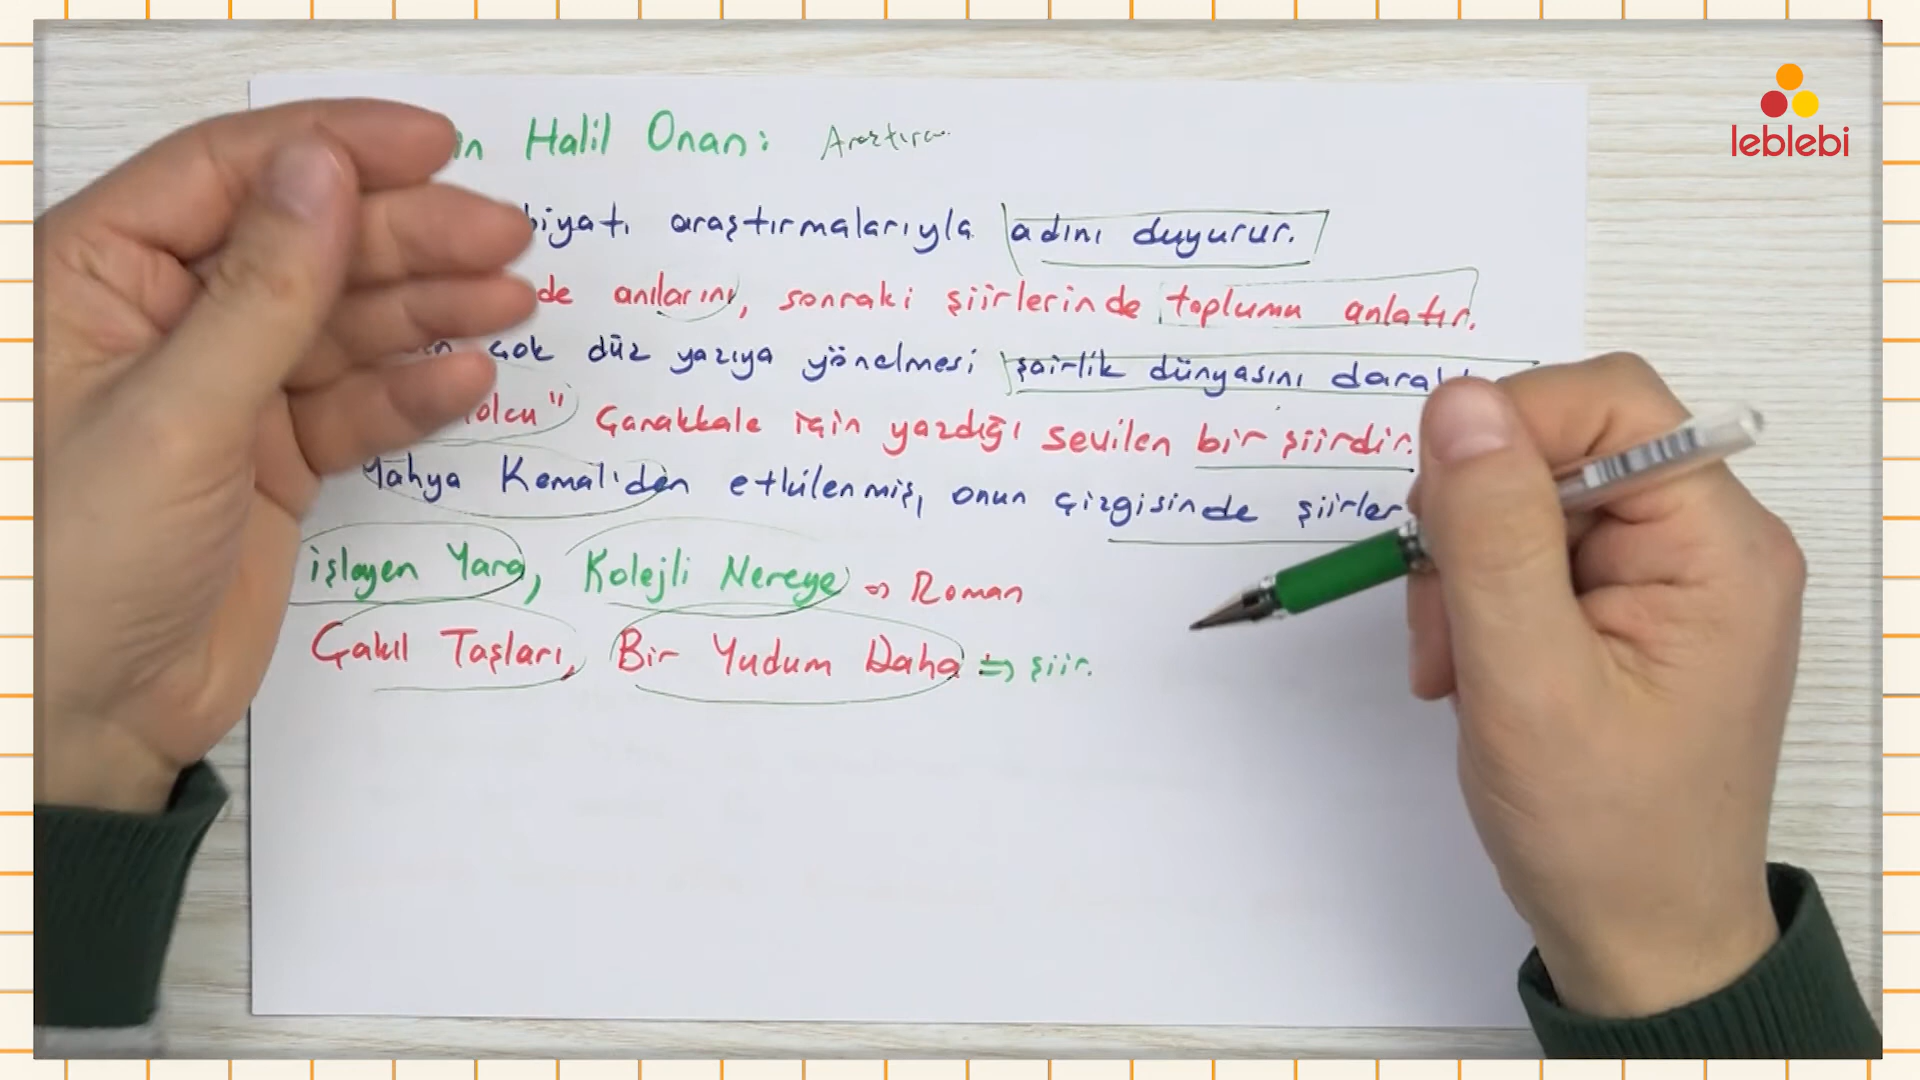 Halil Onan: Araştırm
biyatı araştırmalarıyla adını duyurur.
de anılarını, sonraki şiirlerinde toplumu anlatır.
çok düz yazıya yönelmesi şairlik dünyasını daral
olcu" Çanakkale için yazdığı sevilen bir şiirdir.
Yahya Kemal'den etkilenmiş, onun çizgisinde şiirler
işleyen Yara, Kolejli Nereye => Roman
Çakıl Taşları, Bir Yudum Daha => şiir.
leblebi